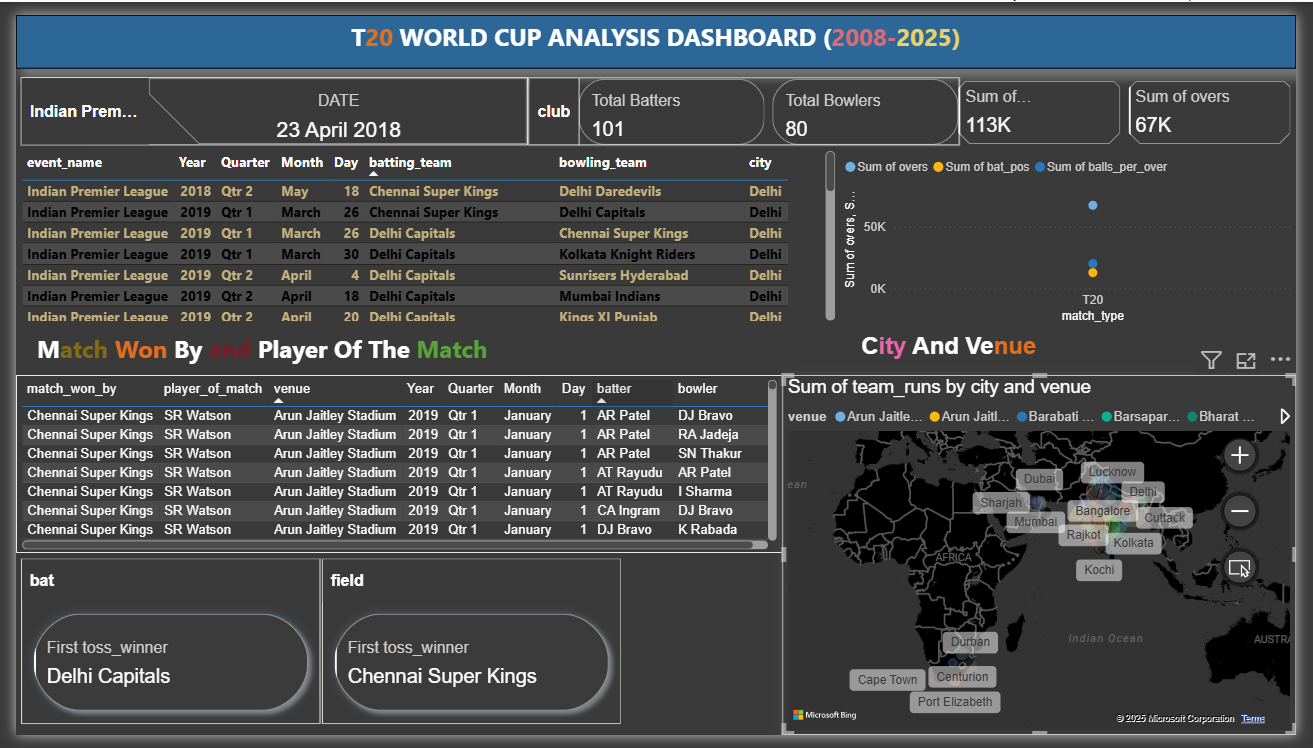 T20 WORLD CUP ANALYSIS DASHBOARD (2008-2025)
Indian Prem...
DATE
23 April 2018
club
Total Batters
101
Total Bowlers
80
Sum of...
113K
Sum of overs
67K
event_name Year Quarter Month Day batting_team bowling_team city
Indian Premier League 2018 Qtr 2 May 18 Chennai Super Kings Delhi Daredevils Delhi
Indian Premier League 2019 Qtr 1 March 26 Chennai Super Kings Delhi Capitals Delhi
Indian Premier League 2019 Qtr 1 March 26 Delhi Capitals Chennai Super Kings Delhi
Indian Premier League 2019 Qtr 1 March 30 Delhi Capitals Kolkata Knight Riders Delhi
Indian Premier League 2019 Qtr 2 April 4 Delhi Capitals Sunrisers Hyderabad Delhi
Indian Premier League 2019 Qtr 2 April 18 Delhi Capitals Mumbai Indians Delhi
Indian Premier League 2019 Qtr 2 April 20 Delhi Capitals Kings XI Punjab Delhi
Sum of overs Sum of bat_pos Sum of balls_per_over
Sum of overs, S...
50K
0K
T20
match_type
Match Won By and Player Of The Match
City And Venue
match_won_by player_of_match venue Year Quarter Month Day batter bowler
Chennai Super Kings SR Watson Arun Jaitley Stadium 2019 Qtr 1 January 1 AR Patel DJ Bravo
Chennai Super Kings SR Watson Arun Jaitley Stadium 2019 Qtr 1 January 1 AR Patel RA Jadeja
Chennai Super Kings SR Watson Arun Jaitley Stadium 2019 Qtr 1 January 1 AR Patel SN Thakur
Chennai Super Kings SR Watson Arun Jaitley Stadium 2019 Qtr 1 January 1 AT Rayudu AR Patel
Chennai Super Kings SR Watson Arun Jaitley Stadium 2019 Qtr 1 January 1 AT Rayudu I Sharma
Chennai Super Kings SR Watson Arun Jaitley Stadium 2019 Qtr 1 January 1 CA Ingram DJ Bravo
Chennai Super Kings SR Watson Arun Jaitley Stadium 2019 Qtr 1 January 1 DJ Bravo K Rabada
Sum of team_runs by city and venue
venue Arun Jaitle... Arun Jaitl... Barabati ... Barsapar... Bharat ...
ean
Dubai
Lucknow
Delhi
Sharjah
Bangalore
Mumbai
Cuttack
Rajkot
Kolkata
AFRICA
Kochi
Durban
Indian Ocean
AUSTRA
Cape Town
Centurion
Port Elizabeth
Microsoft Bing
© 2025 Microsoft Corporation Terms
bat
First toss_winner
Delhi Capitals
field
First toss_winner
Chennai Super Kings